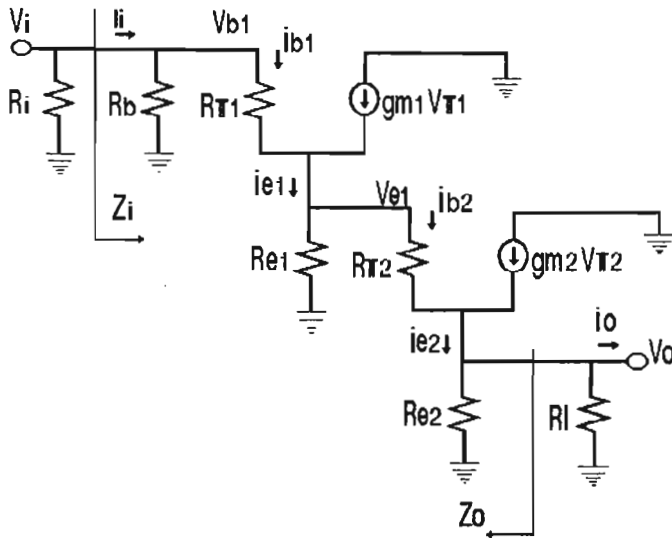 Vi
Ii
Vb1
ib1
Ri
Rb
Rπ1
gm1Vπ1
ie1
Ve1
ib2
Zi
Re1
Rπ2
gm2Vπ2
ie2
io
Vo
Re2
Rl
Zo